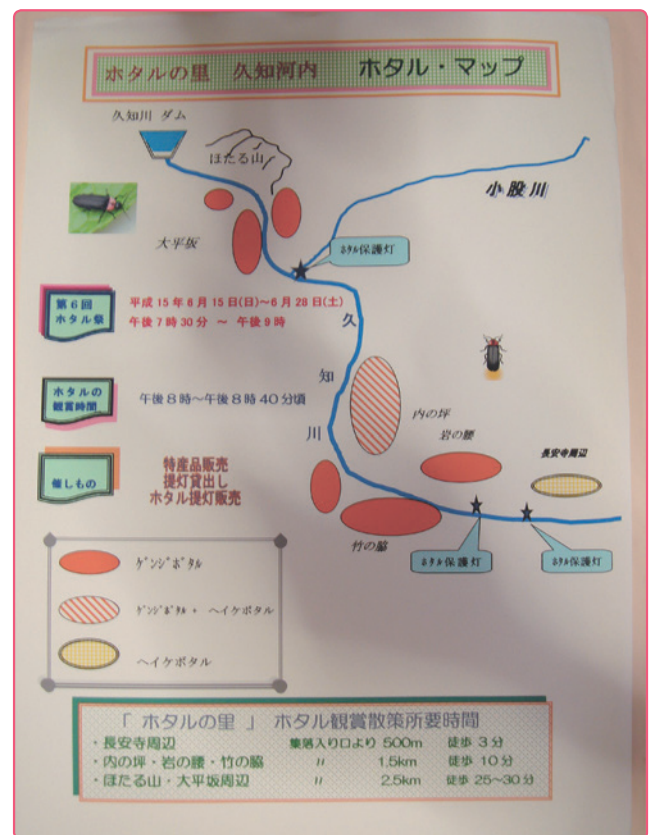 ホタルの里 久知河内 ホタル・マップ
久知川 ダム
ほたる山
小股川
大平坂
ホタル保護灯
第6回
ホタル祭
平成15年6月15日(日)~6月28日(土)
午後7時30分 ~ 午後9時
久
知
川
ホタルの
観賞時間
午後8時~午後8時40分頃
内の坪
岩の腰
長安寺周辺
催しもの
特産品販売
提灯貸出し
ホタル提灯販売
竹の脇
ホタル保護灯
ホタル保護灯
ゲンジボタル
ゲンジボタル + ヘイケボタル
ヘイケボタル
「ホタルの里」 ホタル観賞散策所要時間
・長安寺周辺 集落入り口より 500m 徒歩 3分
・内の坪・岩の腰・竹の脇 〃 1.5km 徒歩 10分
・ほたる山・大平坂周辺 〃 2.5km 徒歩 25~30分